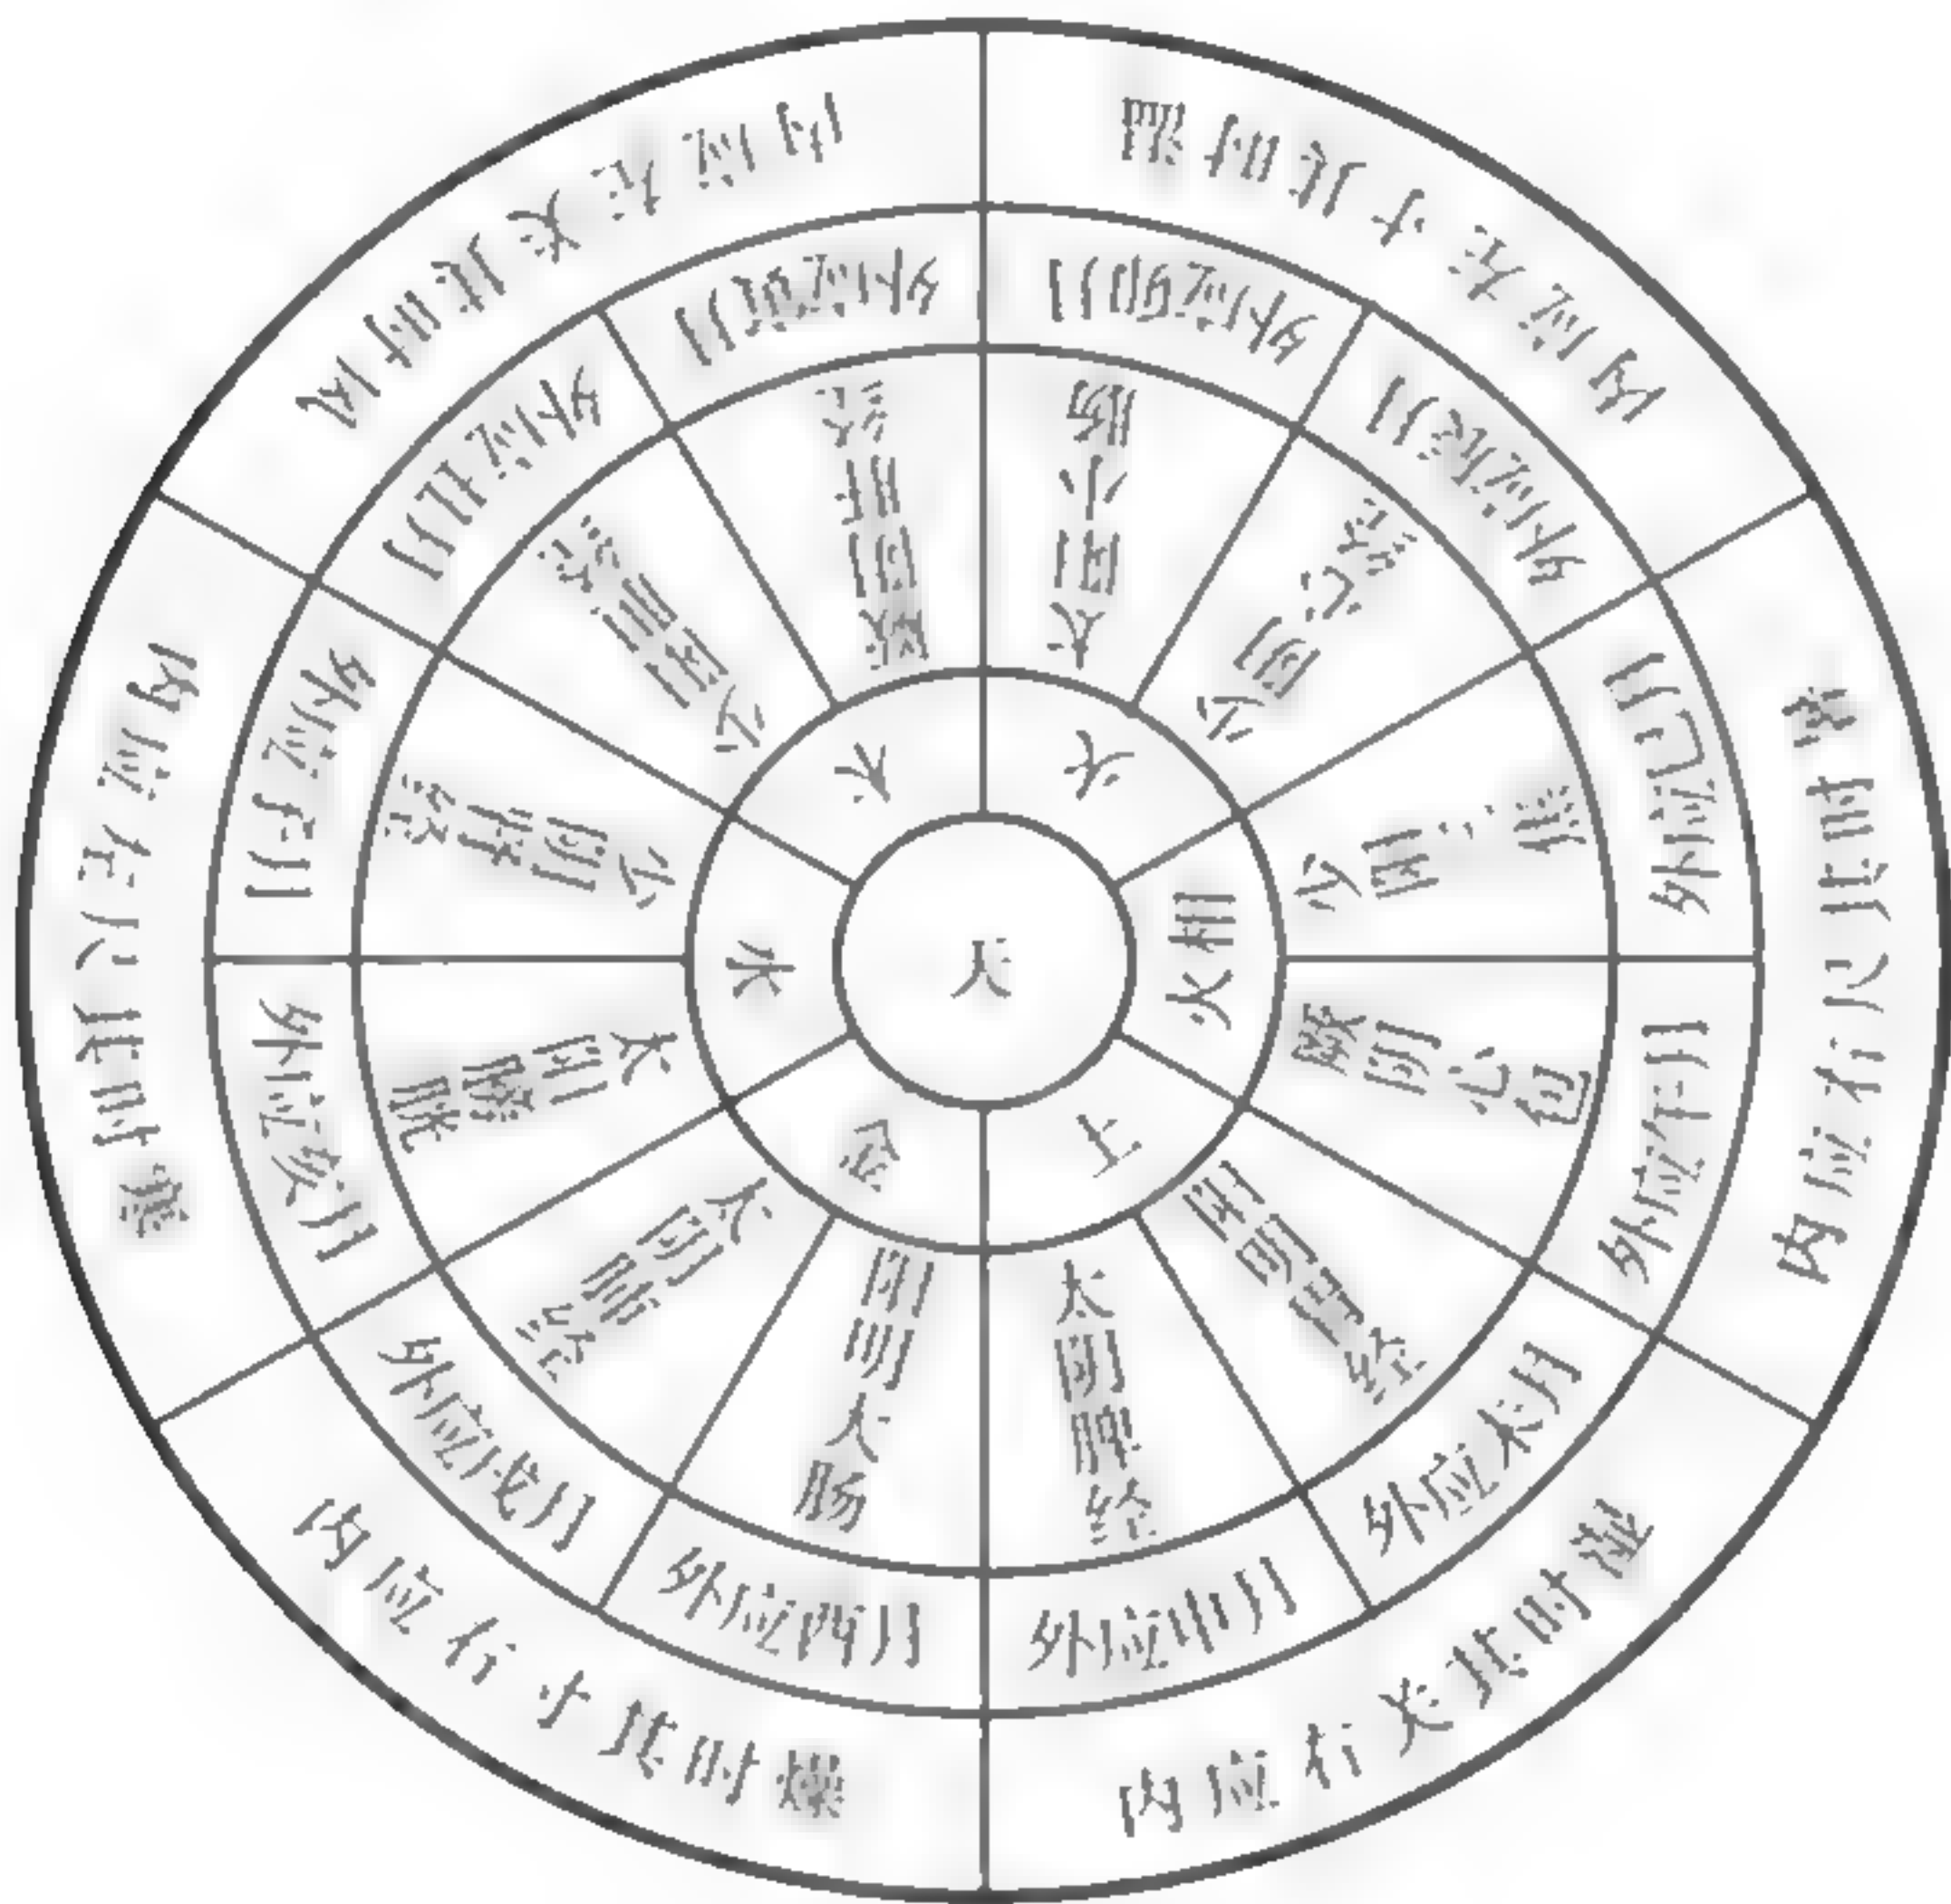 天
木
火
相火
土
金
水
厥阴肝经
太阳小肠
少阴心经
少阳三焦
厥阴心包
阳明胃经
太阴脾经
阳明大肠
太阴肺经
太阳膀胱
少阴肾经
少阳胆经
外应寅月
外应卯月
外应辰月
外应巳月
外应午月
外应未月
外应申月
外应酉月
外应戌月
外应亥月
外应子月
外应丑月
内应左关其时风
内应左寸其时温
内应右尺其时
内应右关其时湿
内应右寸其时燥
内应左尺其时寒